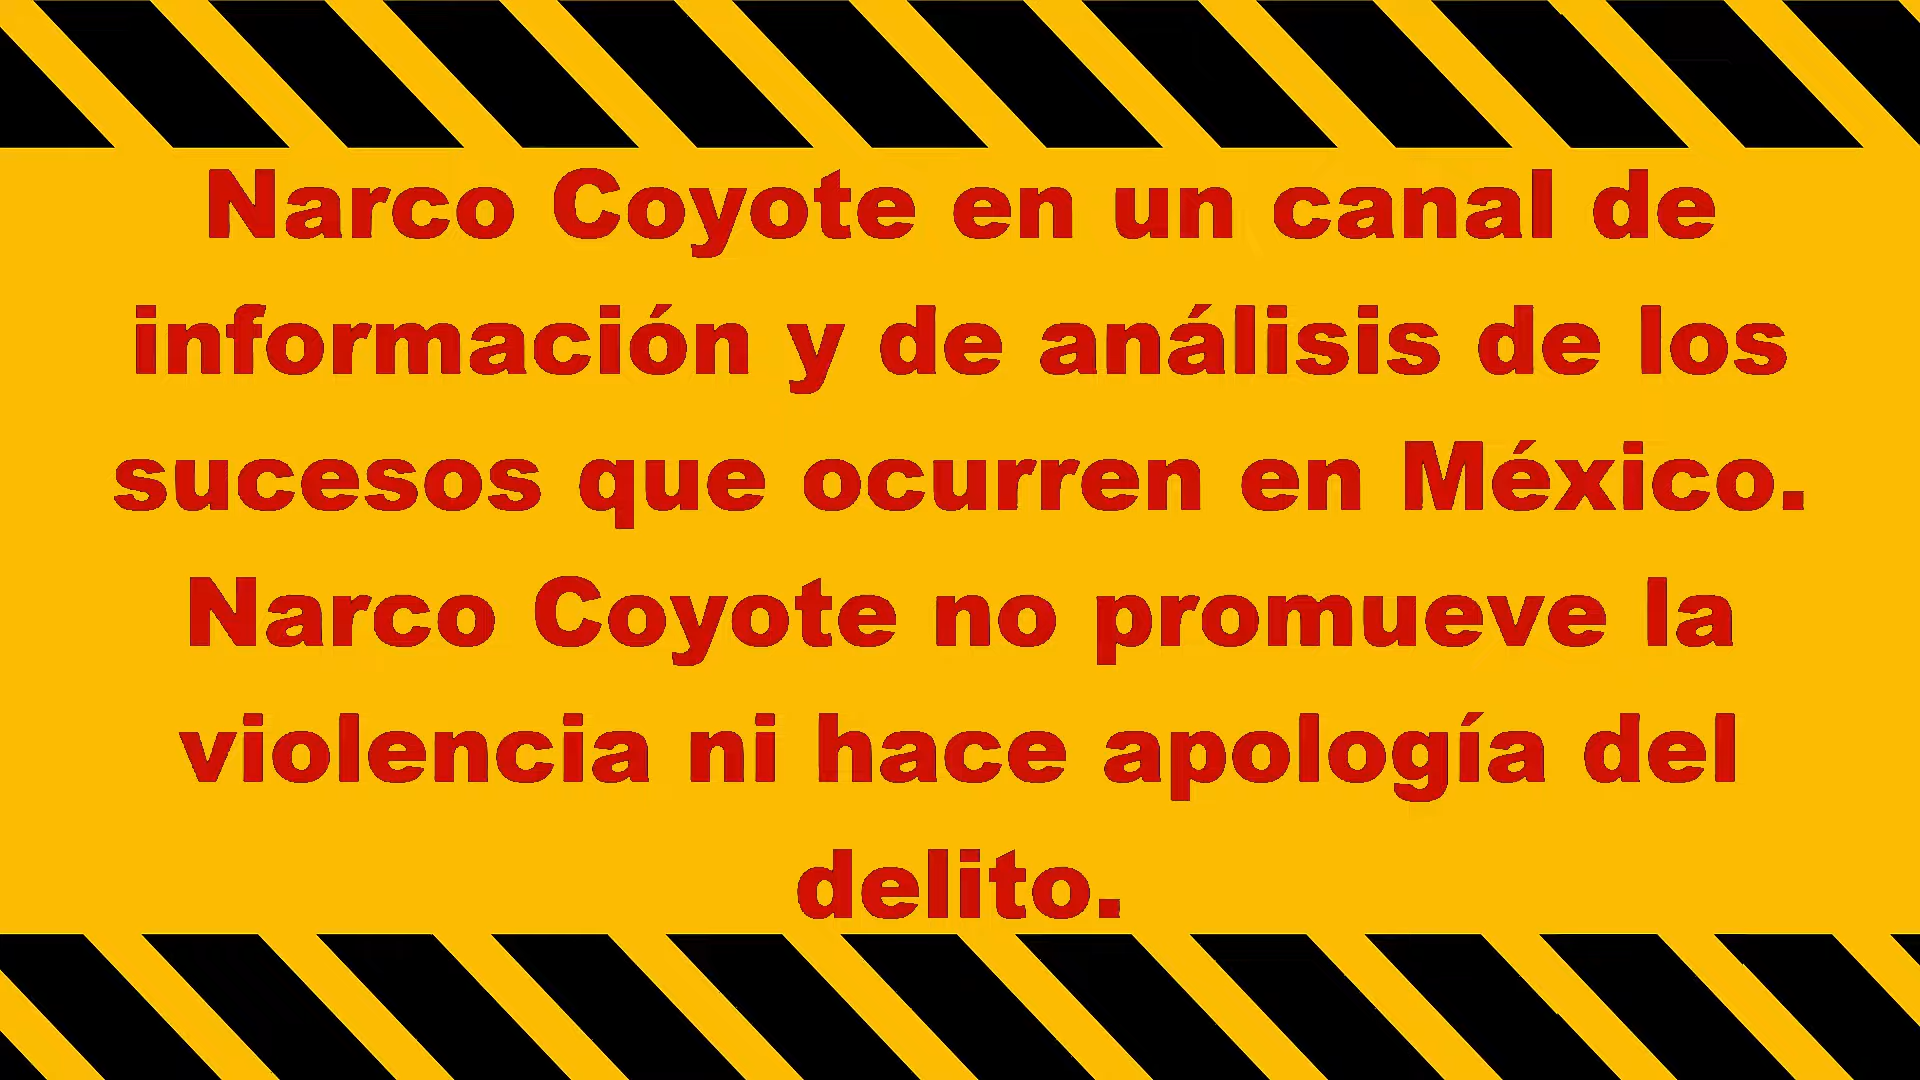 Narco Coyote en un canal de
información y de análisis de los
sucesos que ocurren en México.
Narco Coyote no promueve la
violencia ni hace apología del
delito.